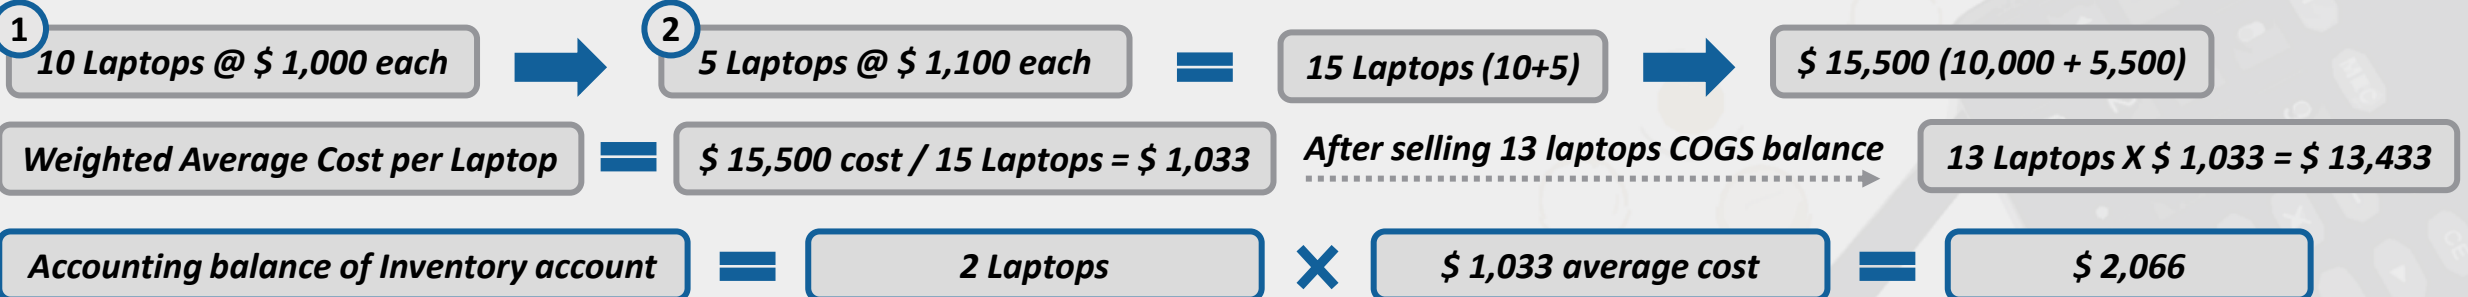 1
10 Laptops @ $ 1,000 each
2
5 Laptops @ $ 1,100 each
=
15 Laptops (10+5)
$ 15,500 (10,000 + 5,500)
Weighted Average Cost per Laptop
=
$ 15,500 cost / 15 Laptops = $ 1,033
After selling 13 laptops COGS balance
13 Laptops X $ 1,033 = $ 13,433
Accounting balance of Inventory account
=
2 Laptops
×
$ 1,033 average cost
=
$ 2,066